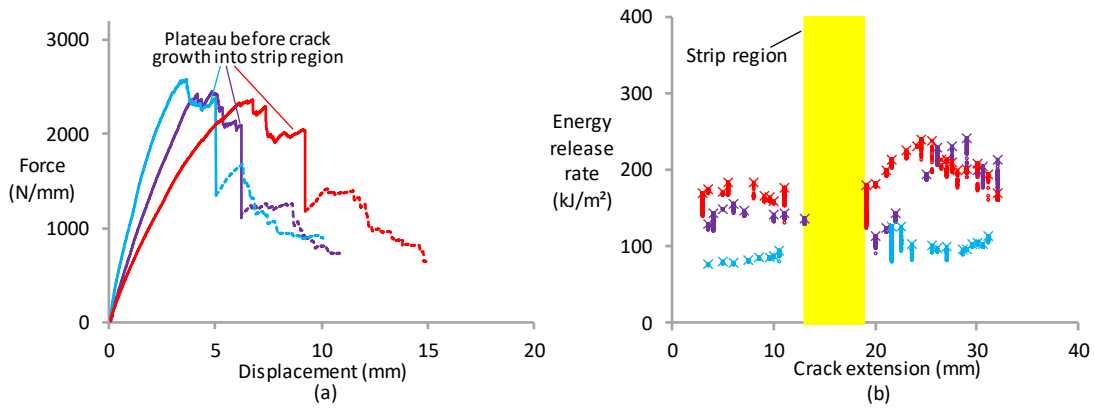 3000
2000
1000
0
Force
(N/mm)
Plateau before crack
growth into strip region
0
5
10
15
20
Displacement (mm)
(a)
400
300
200
100
0
Energy
release
rate
(kJ/m²)
Strip region
0
10
20
30
40
Crack extension (mm)
(b)